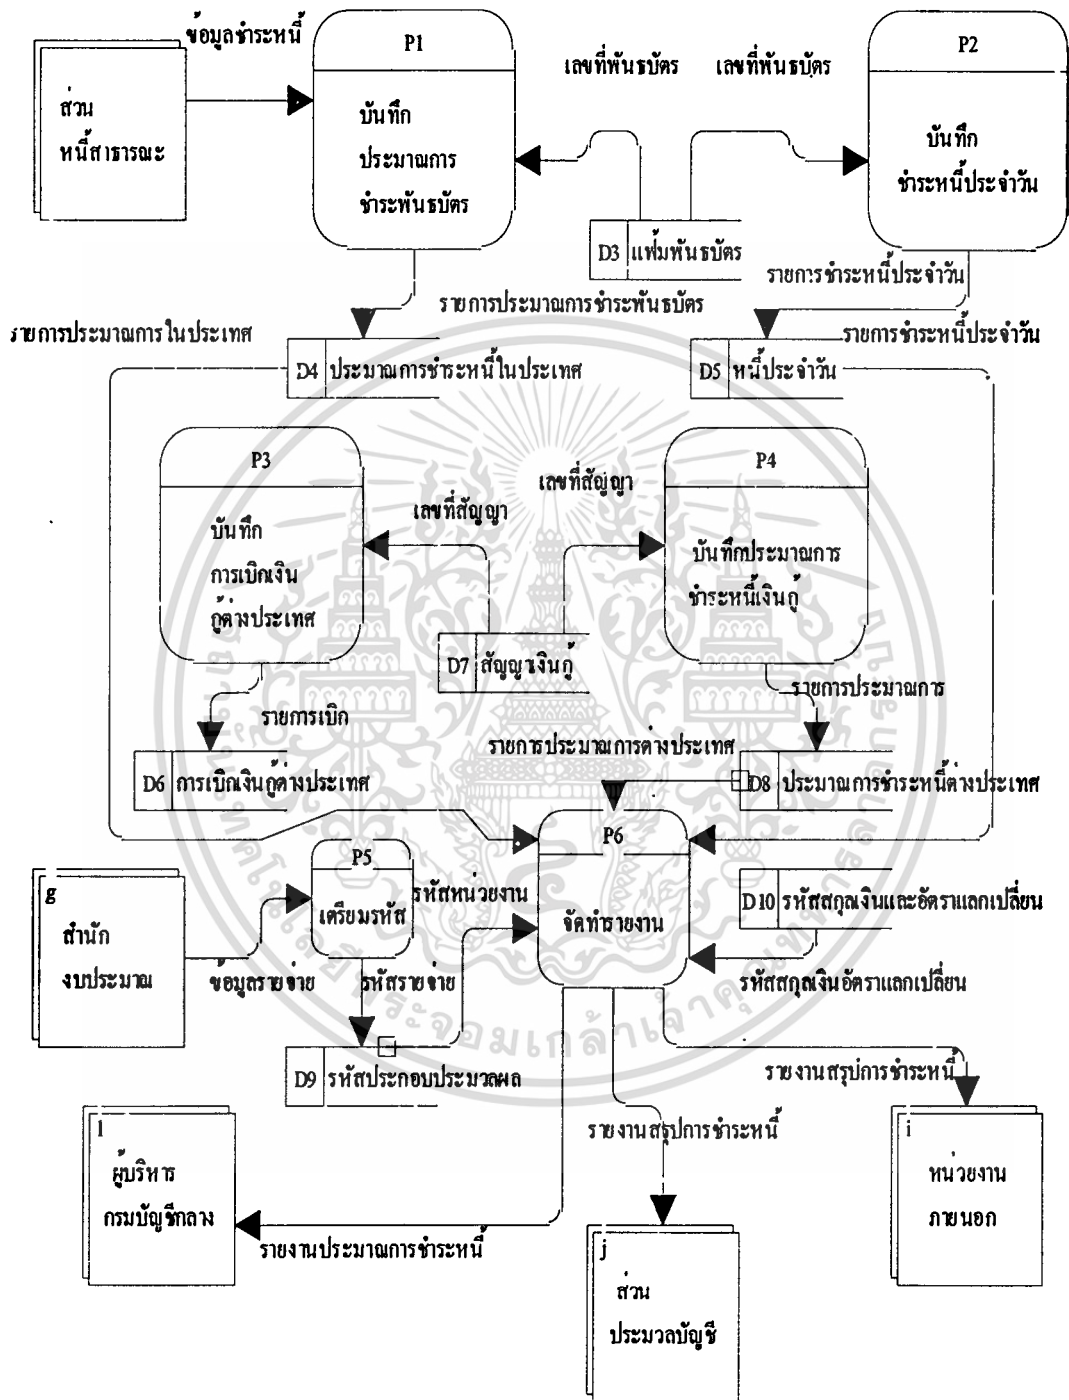 ข้อมูลชำระหนี้
P1
P2
เลขที่พันธบัตร
เลขที่พันธบัตร
ส่วน
หนี้สาธารณะ
บันทึก
ประมาณการ
ชำระพันธบัตร
บันทึก
ชำระหนี้ประจำวัน
D3
แฟ้มพันธบัตร
รายการชำระหนี้ประจำวัน
รายการประมาณการชำระพันธบัตร
รายการประมาณการในประเทศ
รายการชำระหนี้ประจำวัน
D4
ประมาณการชำระหนี้ในประเทศ
D5
หนี้ประจำวัน
P3
P4
เลขที่สัญญา
เลขที่สัญญา
บันทึก
การเบิกเงิน
กู้ต่างประเทศ
บันทึกประมาณการ
ชำระหนี้เงินกู้
D7
สัญญาเงินกู้
รายการประมาณการ
รายการเบิก
รายการประมาณการต่างประเทศ
D6
การเบิกเงินกู้ต่างประเทศ
D8
ประมาณการชำระหนี้ต่างประเทศ
P6
P5
g
รหัสหน่วยงาน
D10
รหัสสกุลเงินและอัตราแลกเปลี่ยน
เตรียมรหัส
จัดทำรายงาน
สำนัก
งบประมาณ
ข้อมูลรายจ่าย
รหัสรายจ่าย
รหัสสกุลเงินอัตราแลกเปลี่ยน
D9
รหัสประกอบประมวลผล
รายงานสรุปการชำระหนี้
พระจอมเกล้าเจ้าคุณทหารลาดกระบัง
l
รายงานสรุปการชำระหนี้
i
ผู้บริหาร
กรมบัญชีกลาง
หน่วยงาน
ภายนอก
รายงานประมาณการชำระหนี้
j
ส่วน
ประมวลบัญชี